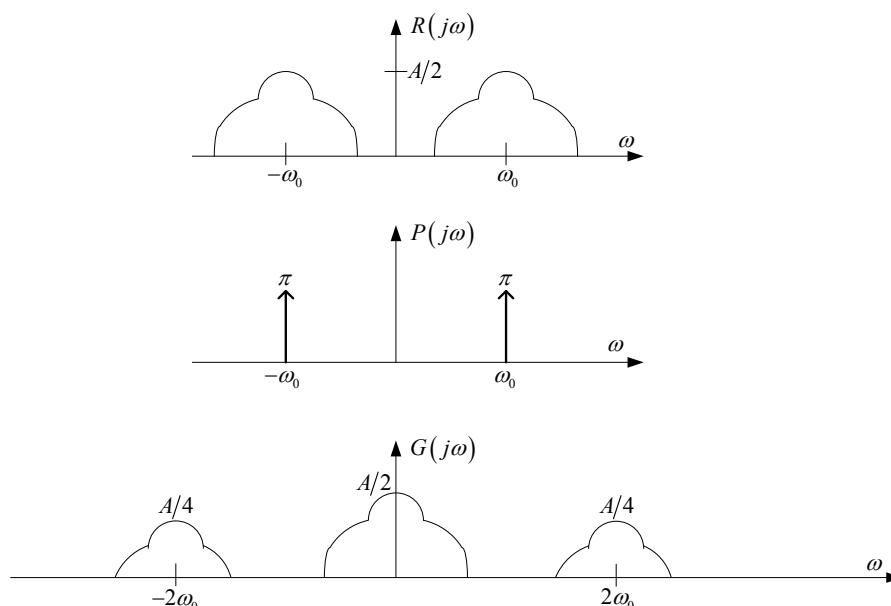 R(jω)
A/2
ω
−ω₀
ω₀
P(jω)
π
π
ω
−ω₀
ω₀
G(jω)
A/2
A/4
A/4
ω
−2ω₀
2ω₀